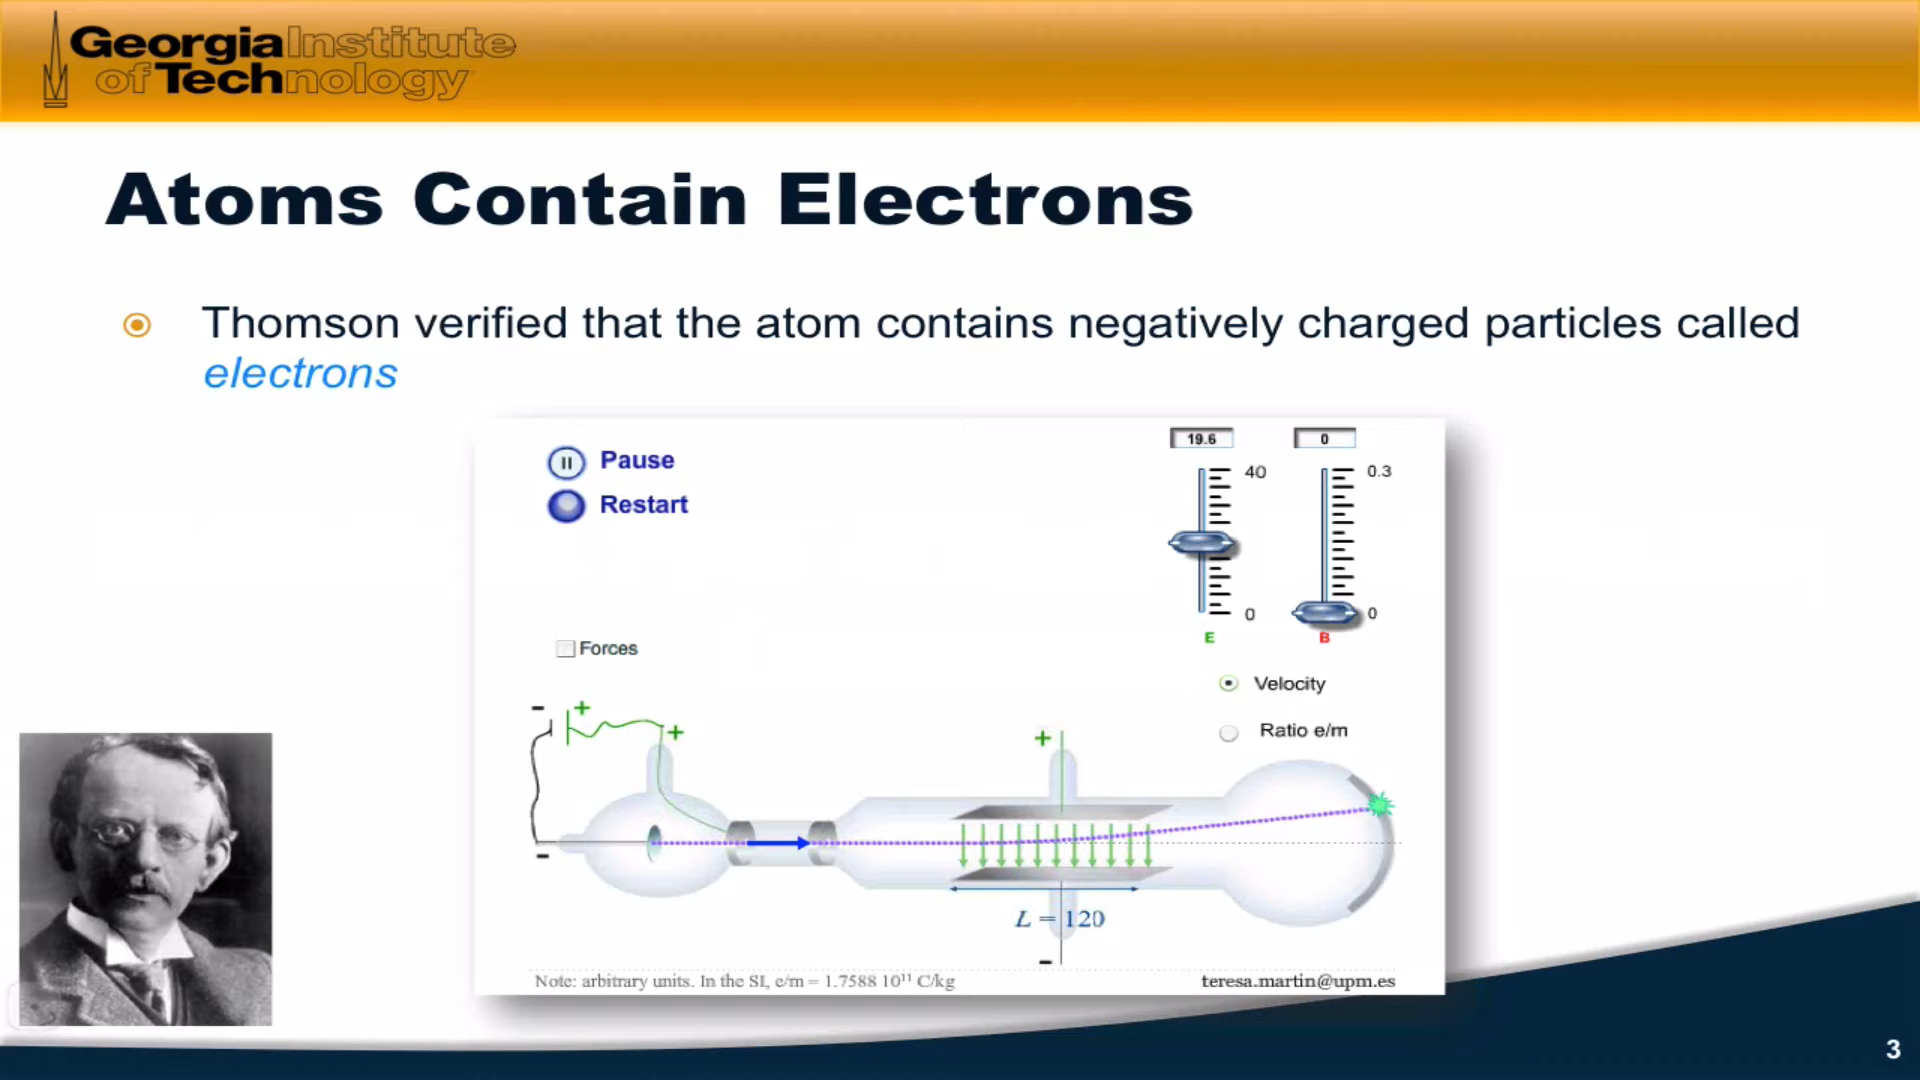 Georgia Institute
of Technology
Atoms Contain Electrons
Thomson verified that the atom contains negatively charged particles called
electrons
19.6
0
Pause
40
0.3
Restart
0
0
E
B
Forces
Velocity
- +
+
Ratio e/m
+
-
L = 120
-
Note: arbitrary units. In the SI, e/m = 1.7588 10¹¹ C/kg
teresa.martin@upm.es
3